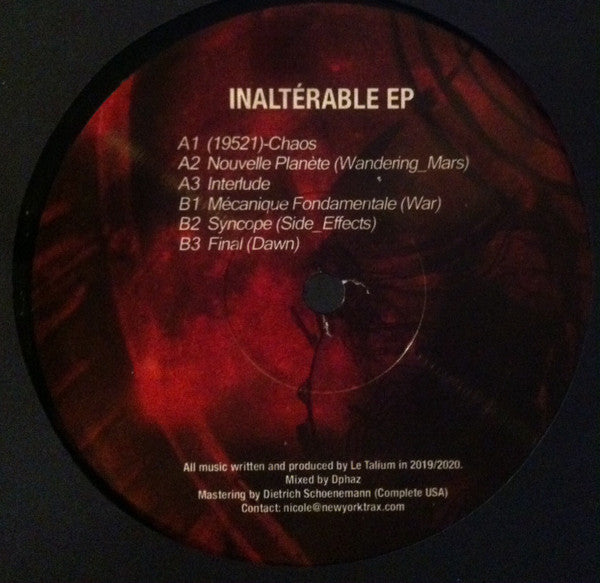 INALTÉRABLE EP
A1 (19521)-Chaos
A2 Nouvelle Planète (Wandering_Mars)
A3 Interlude
B1 Mécanique Fondamentale (War)
B2 Syncope (Side_Effects)
B3 Final (Dawn)
All music written and produced by Le Talium in 2019/2020.
Mixed by Dphaz
Mastering by Dietrich Schoenemann (Complete USA)
Contact: nicole@newyorktrax.com